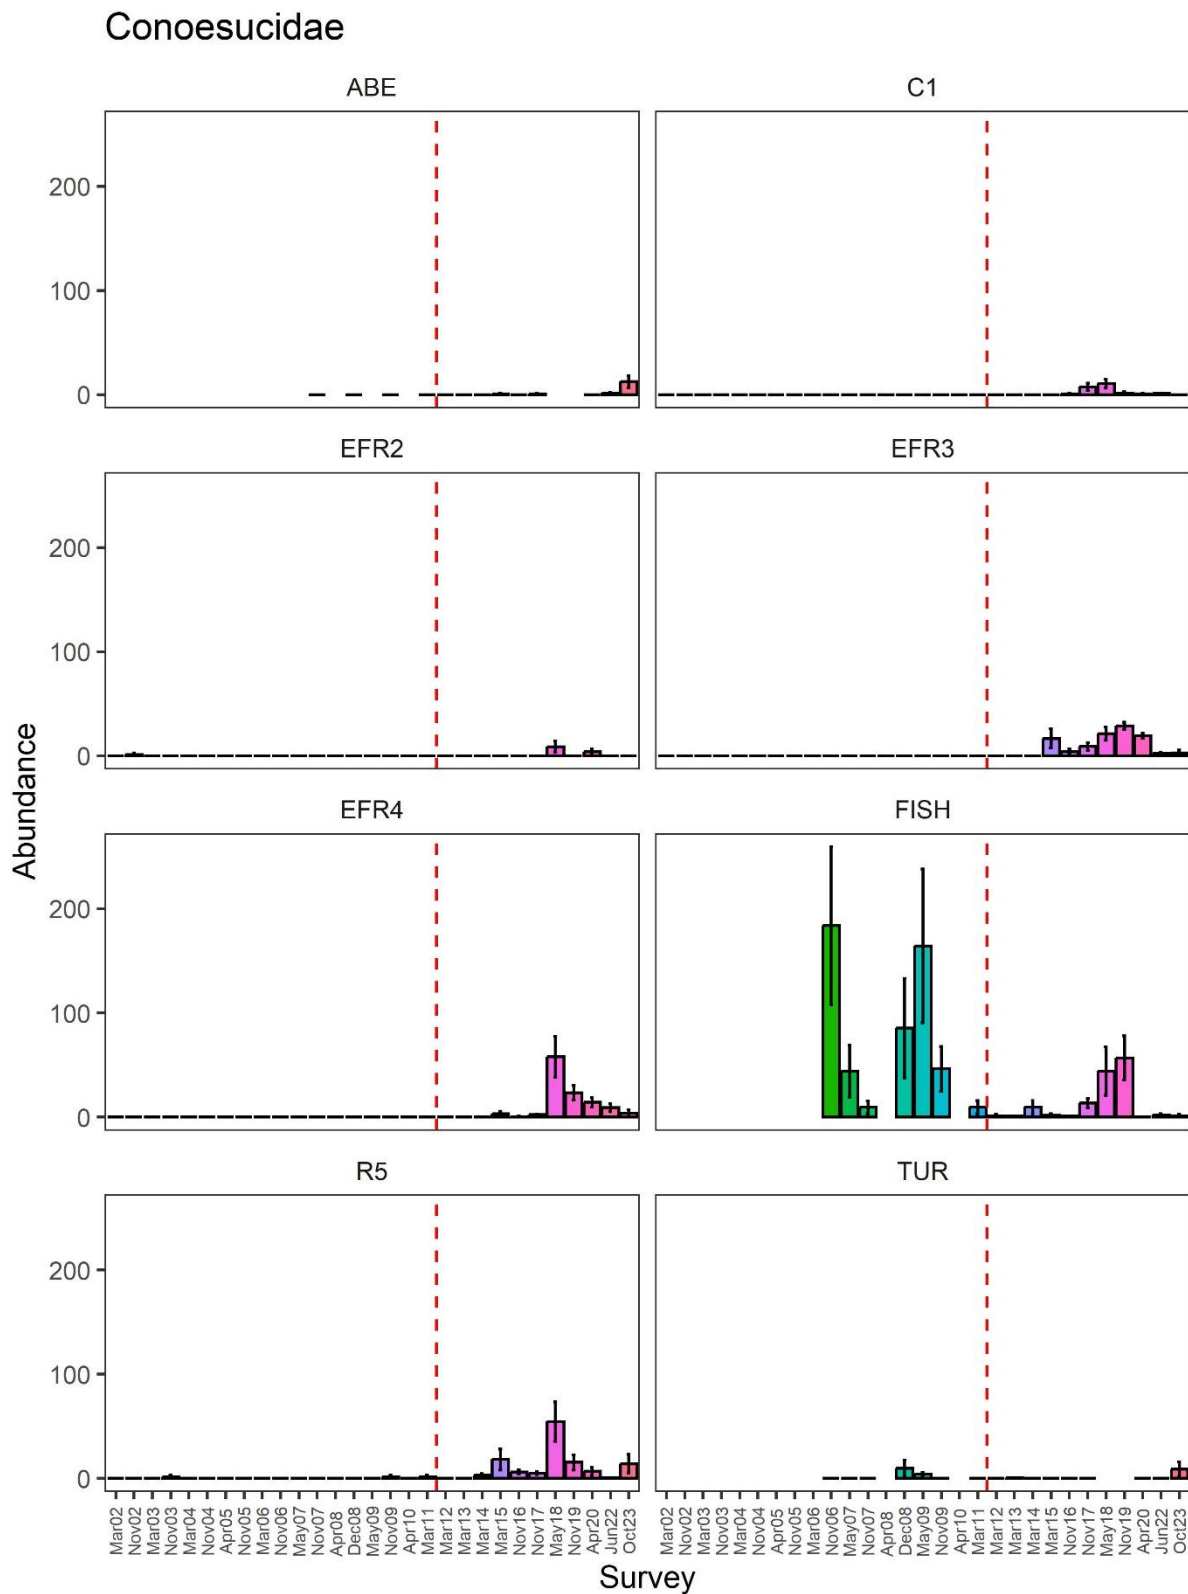 Conoesucidae
ABE
C1
200
100
0
EFR2
EFR3
200
100
0
EFR4
FISH
200
100
0
R5
TUR
200
100
0
Abundance
Mar02 Nov02 Mar03 Nov03 Mar04 Nov04 Apr05 Nov05 Mar06 Nov06 May07 Nov07 Apr08 Dec08 May09 Nov09 Apr10 Mar11 Mar12 Mar13 Mar14 Mar15 Nov16 Nov17 May18 Nov19 Apr20 Jun22 Oct23
Mar02 Nov02 Mar03 Nov03 Mar04 Nov04 Apr05 Nov05 Mar06 Nov06 May07 Nov07 Apr08 Dec08 May09 Nov09 Apr10 Mar11 Mar12 Mar13 Mar14 Mar15 Nov16 Nov17 May18 Nov19 Apr20 Jun22 Oct23
Survey